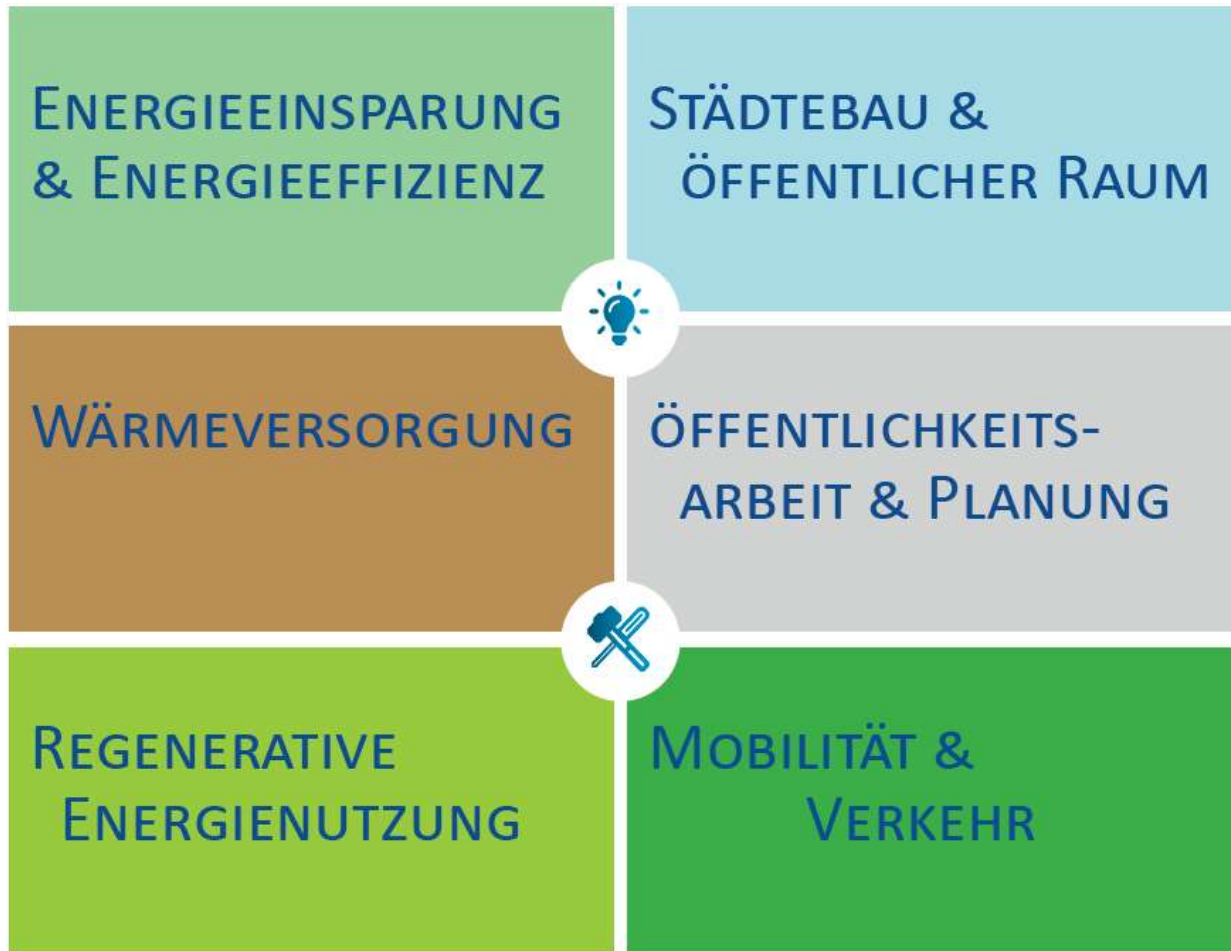 ENERGIEEINSPARUNG
& ENERGIEEFFIZIENZ
STÄDTEBAU &
ÖFFENTLICHER RAUM
WÄRMEVERSORGUNG
ÖFFENTLICHKEITS-
ARBEIT & PLANUNG
REGENERATIVE
ENERGIENUTZUNG
MOBILITÄT &
VERKEHR